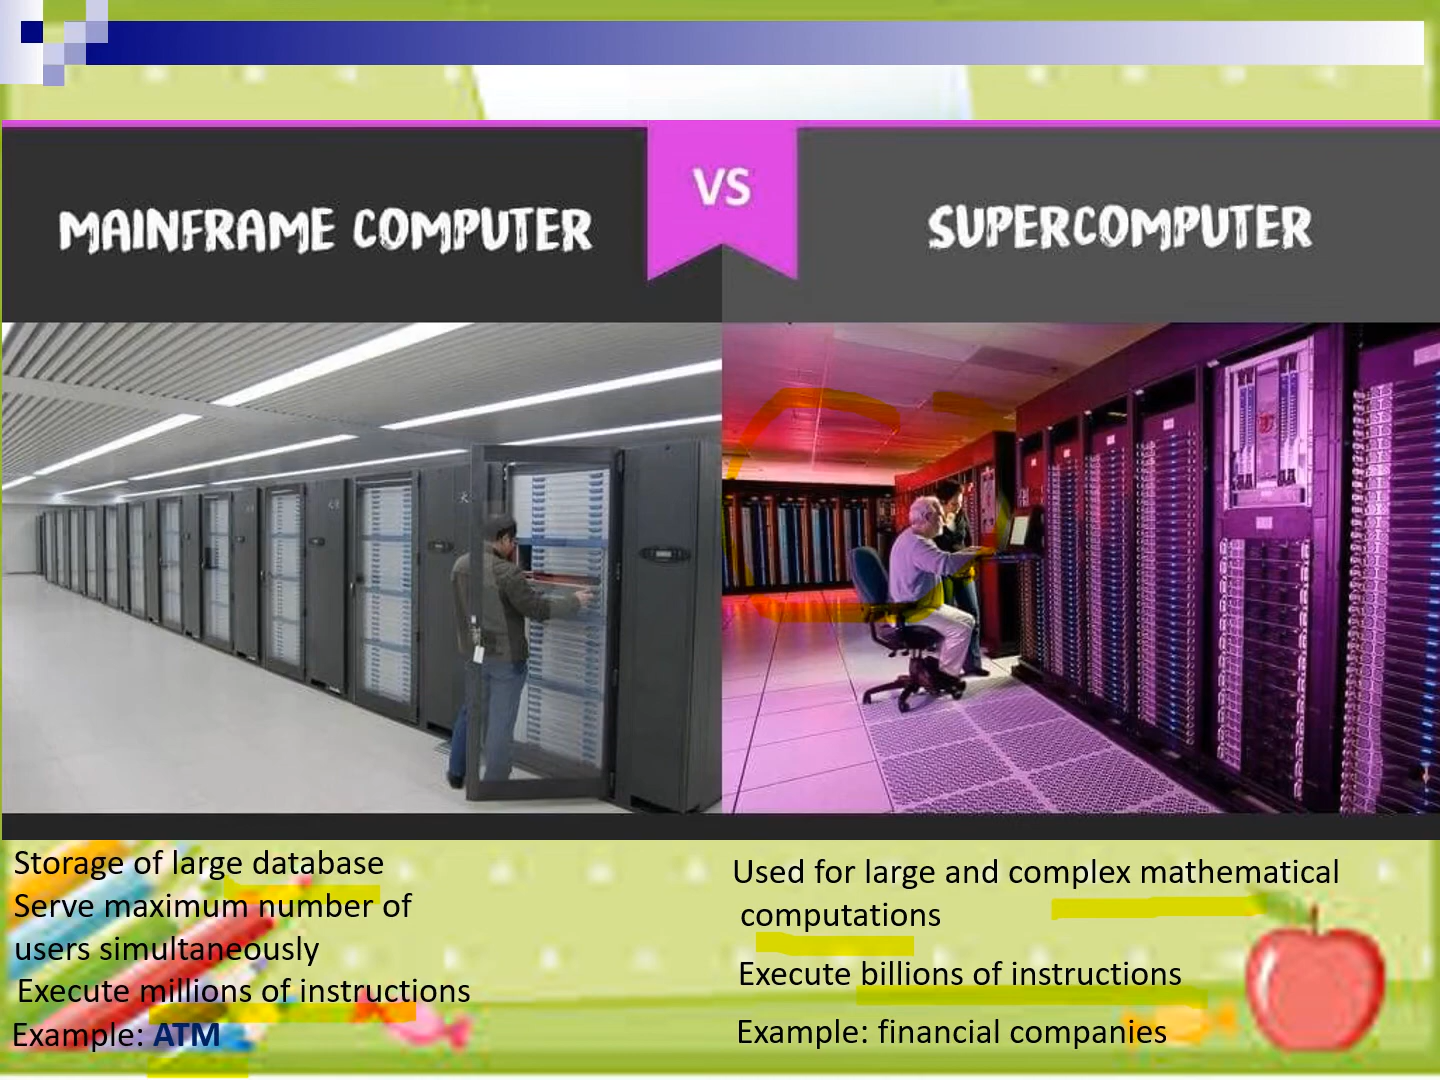 MAINFRAME COMPUTER
VS
SUPERCOMPUTER
Storage of large database
Serve maximum number of
users simultaneously
Execute millions of instructions
Example: ATM
Used for large and complex mathematical
computations
Execute billions of instructions
Example: financial companies